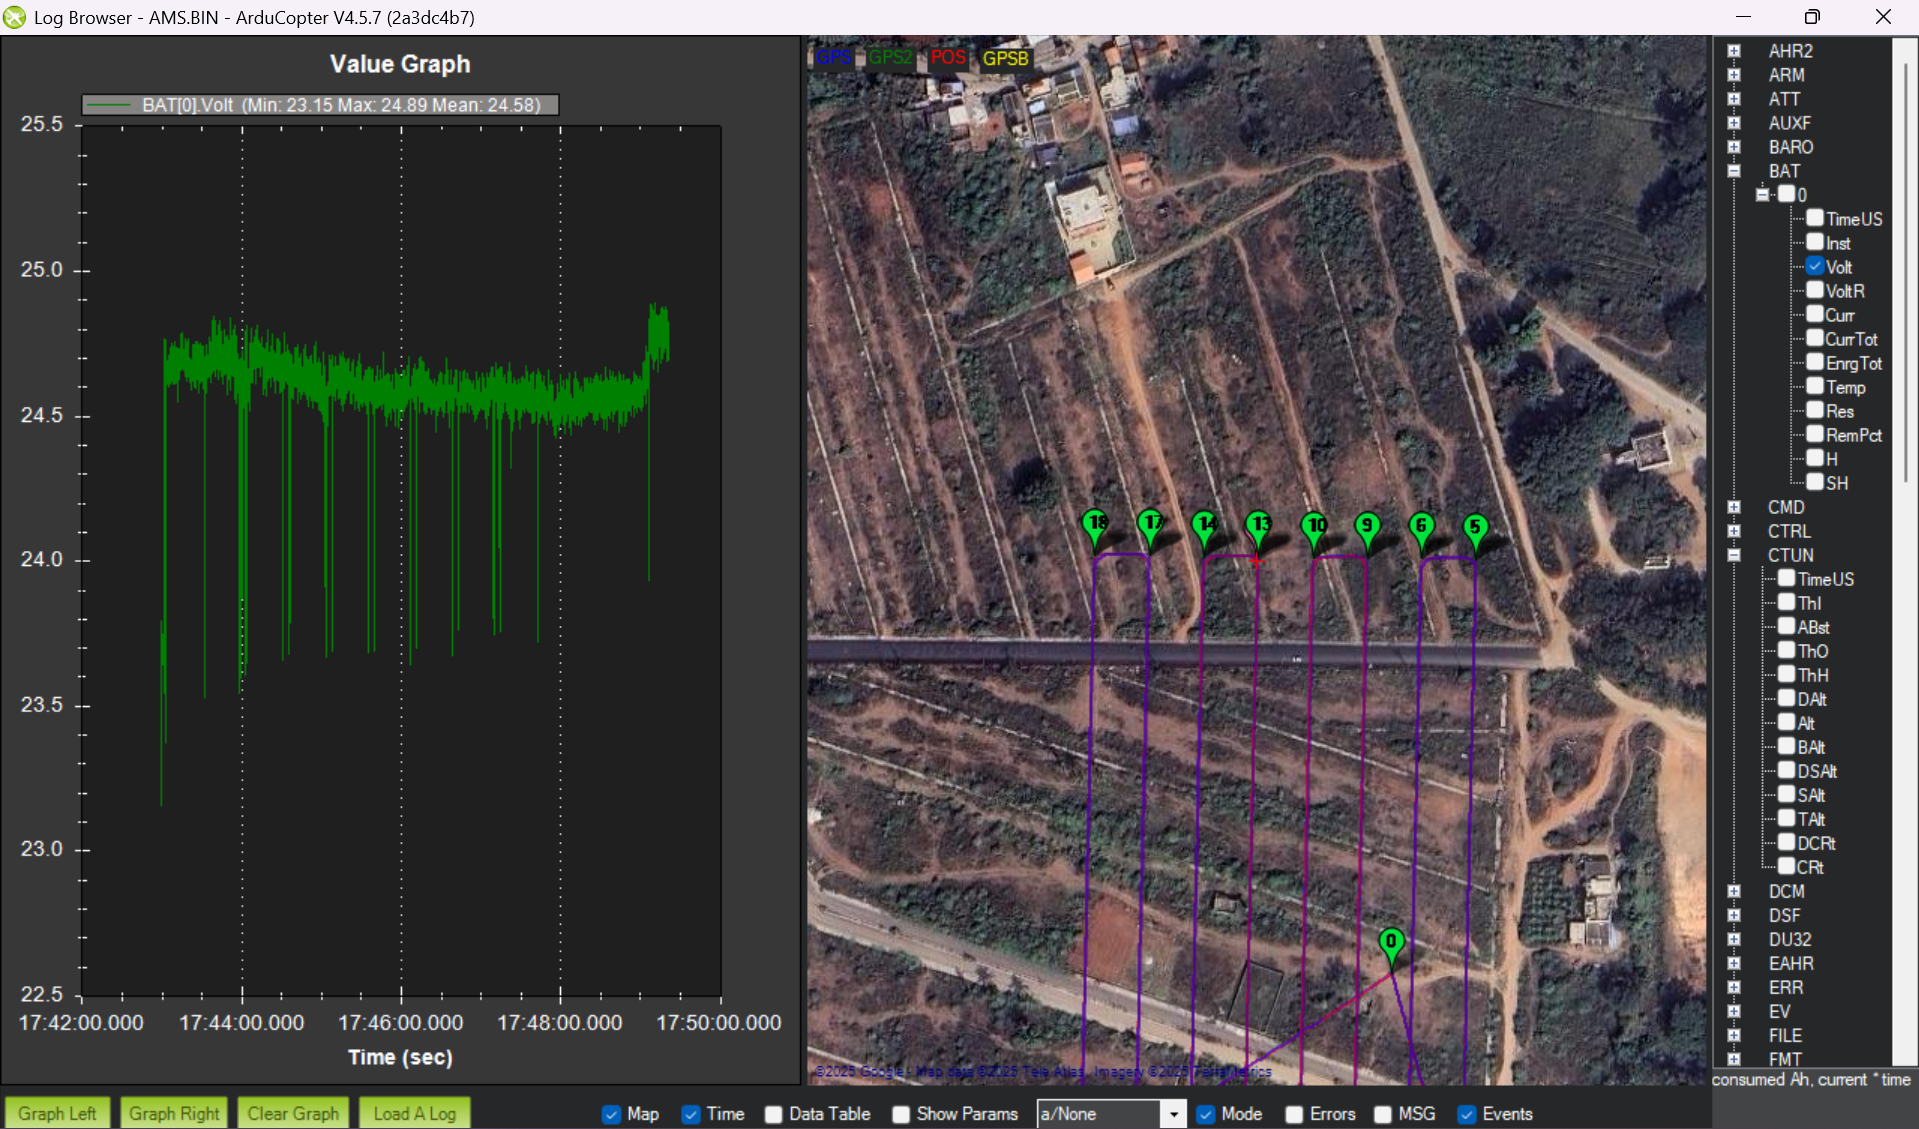 Log Browser - AMS.BIN - ArduCopter V4.5.7 (2a3dc4b7)
Value Graph
BAT[0].Volt (Min: 23.15 Max: 24.89 Mean: 24.58)
25.5
25.0
24.5
24.0
23.5
23.0
22.5
17:42:00.000 17:44:00.000 17:46:00.000 17:48:00.000 17:50:00.000
Time (sec)
GPS GPS2 POS GPSB
18 17 14 13 10 9 6 5
0
©2025 Google - Map data ©2025 Tele Atlas, Imagery ©2025 TerraMetrics
AHR2
ARM
ATT
AUXF
BARO
BAT
0
TimeUS
Inst
Volt
VoltR
Curr
CurrTot
EnrgTot
Temp
Res
RemPct
H
SH
CMD
CTRL
CTUN
TimeUS
ThI
ABst
ThO
ThH
DAlt
Alt
BAlt
DSAlt
SAlt
TAlt
DCRt
CRt
DCM
DSF
DU32
EAHR
ERR
EV
FILE
FMT
consumed Ah, current * time
Graph Left Graph Right Clear Graph Load A Log Map Time Data Table Show Params a/None Mode Errors MSG Events